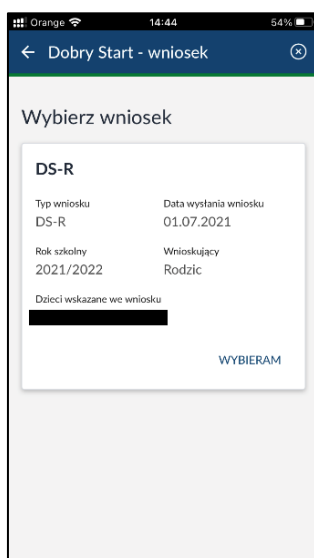 Orange 14:44 54%
Dobry Start - wniosek
Wybierz wniosek
DS-R
Typ wniosku Data wysłania wniosku
DS-R 01.07.2021
Rok szkolny Wnioskujący
2021/2022 Rodzic
Dzieci wskazane we wniosku
WYBIERAM